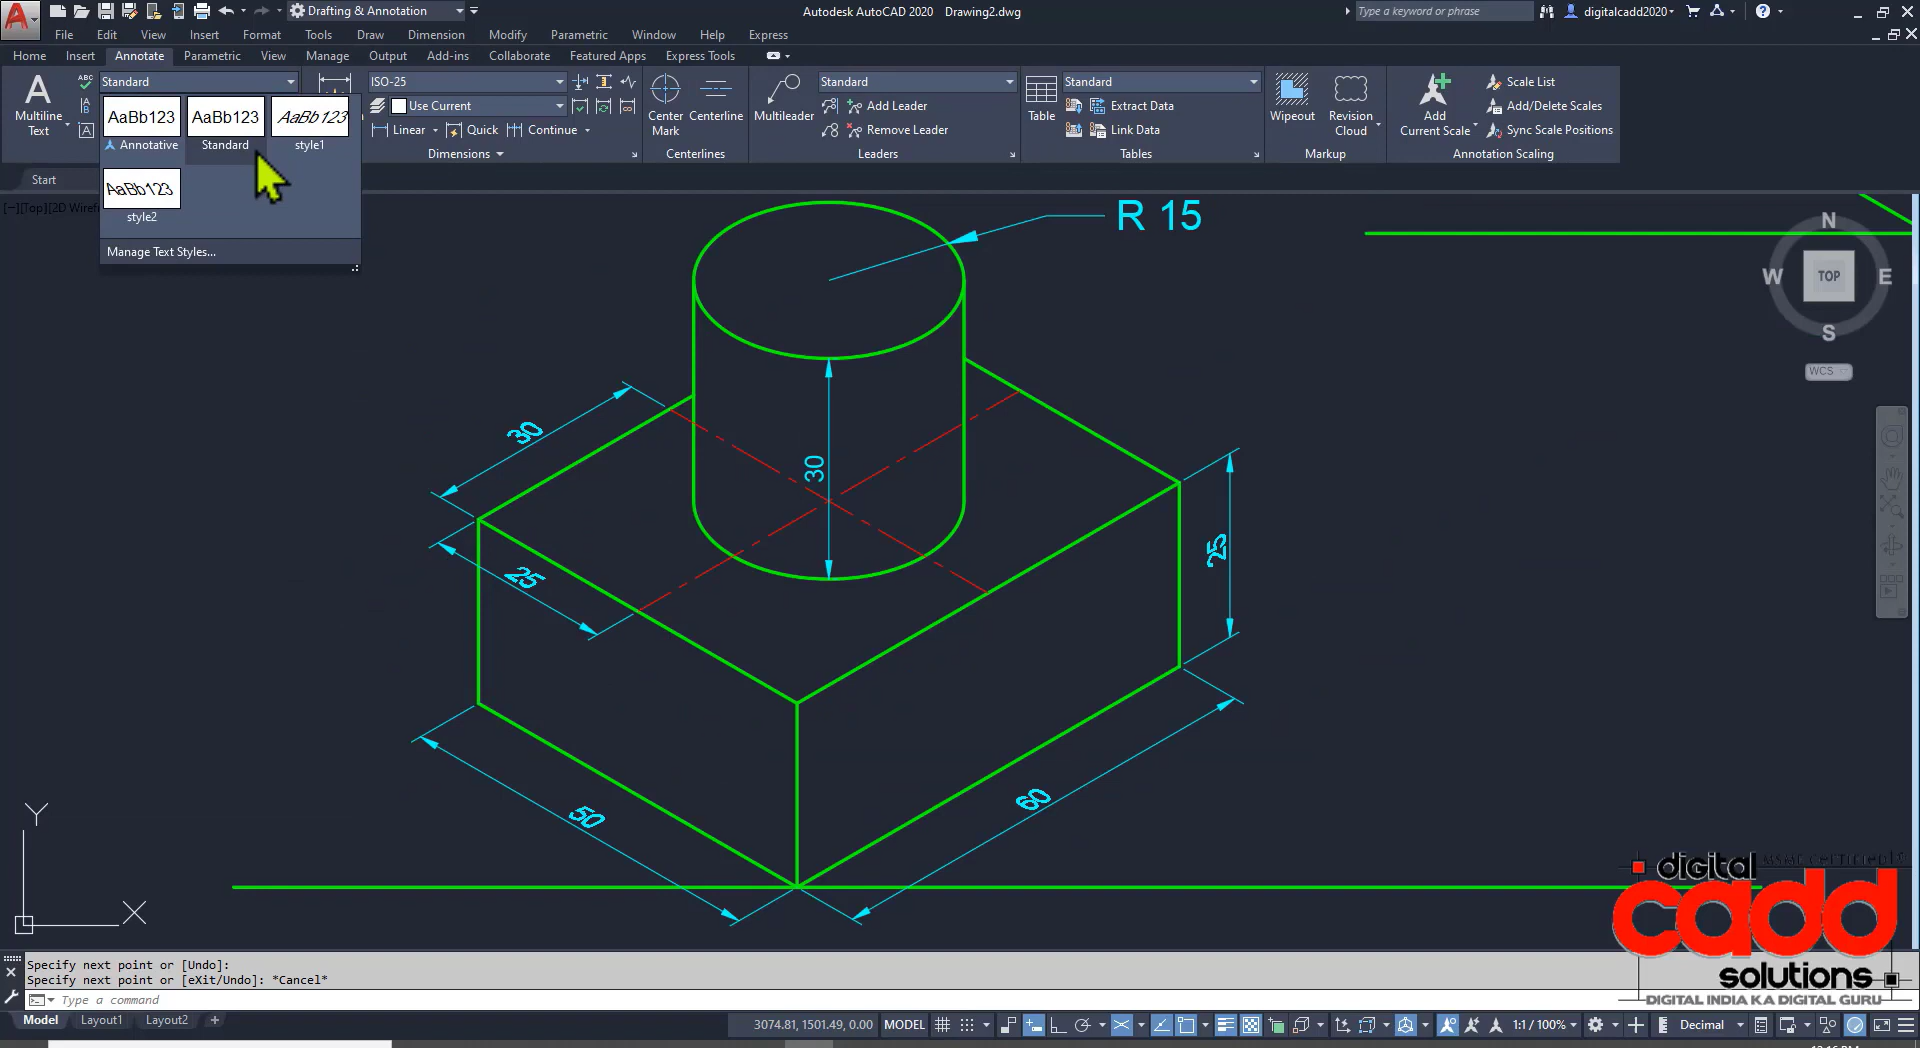 Drafting & Annotation
Autodesk AutoCAD 2020 Drawing2.dwg
Type a keyword or phrase
digitalcadd2020
File Edit View Insert Format Tools Draw Dimension Modify Parametric Window Help Express
Home Insert Annotate Parametric View Manage Output Add-ins Collaborate Featured Apps Express Tools
Multiline
Text
ABC
Standard
AaBb123 AaBb123 AaBb123
Annotative Standard style1
AaBb123
style2
Manage Text Styles...
ISO-25
Use Current
Linear Quick Continue
Dimensions
Center
Mark
Centerline
Centerlines
Multileader
Standard
Add Leader
Remove Leader
Leaders
Table
Standard
Extract Data
Link Data
Tables
Wipeout
Revision
Cloud
Markup
Add
Current Scale
Scale List
Add/Delete Scales
Sync Scale Positions
Annotation Scaling
Start
[−][Top][2D Wirefr
R 15
N
W TOP E
S
WCS
30
30
25
25
50
60
Y
X
digital
cadd
solutions
DIGITAL INDIA KA DIGITAL GURU
Specify next point or [Undo]:
Specify next point or [eXit/Undo]: *Cancel*
Type a command
Model Layout1 Layout2 +
3074.81, 1501.49, 0.00 MODEL 1:1 / 100% Decimal